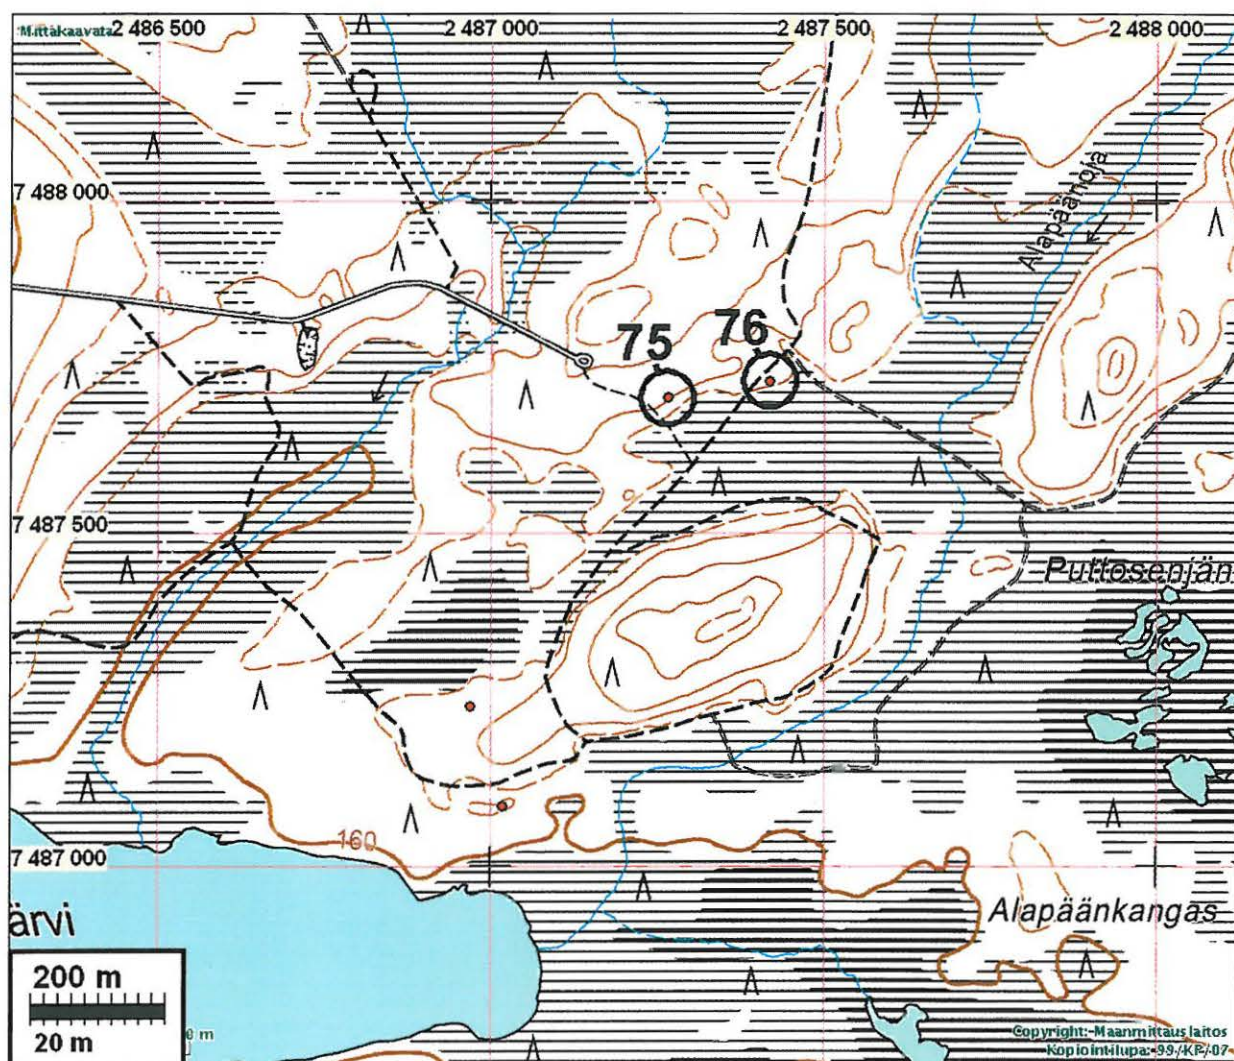 Mittakaavata
2 486 500
2 487 000
2 487 500
2 488 000
7 488 000
Alapäänoja
75
76
7 487 500
Puttosenjän
160
7 487 000
ärvi
Alapäänkangas
200 m
20 m
m
Copyright: Maanmittauslaitos
Kopiointilupa: 99/KP/07